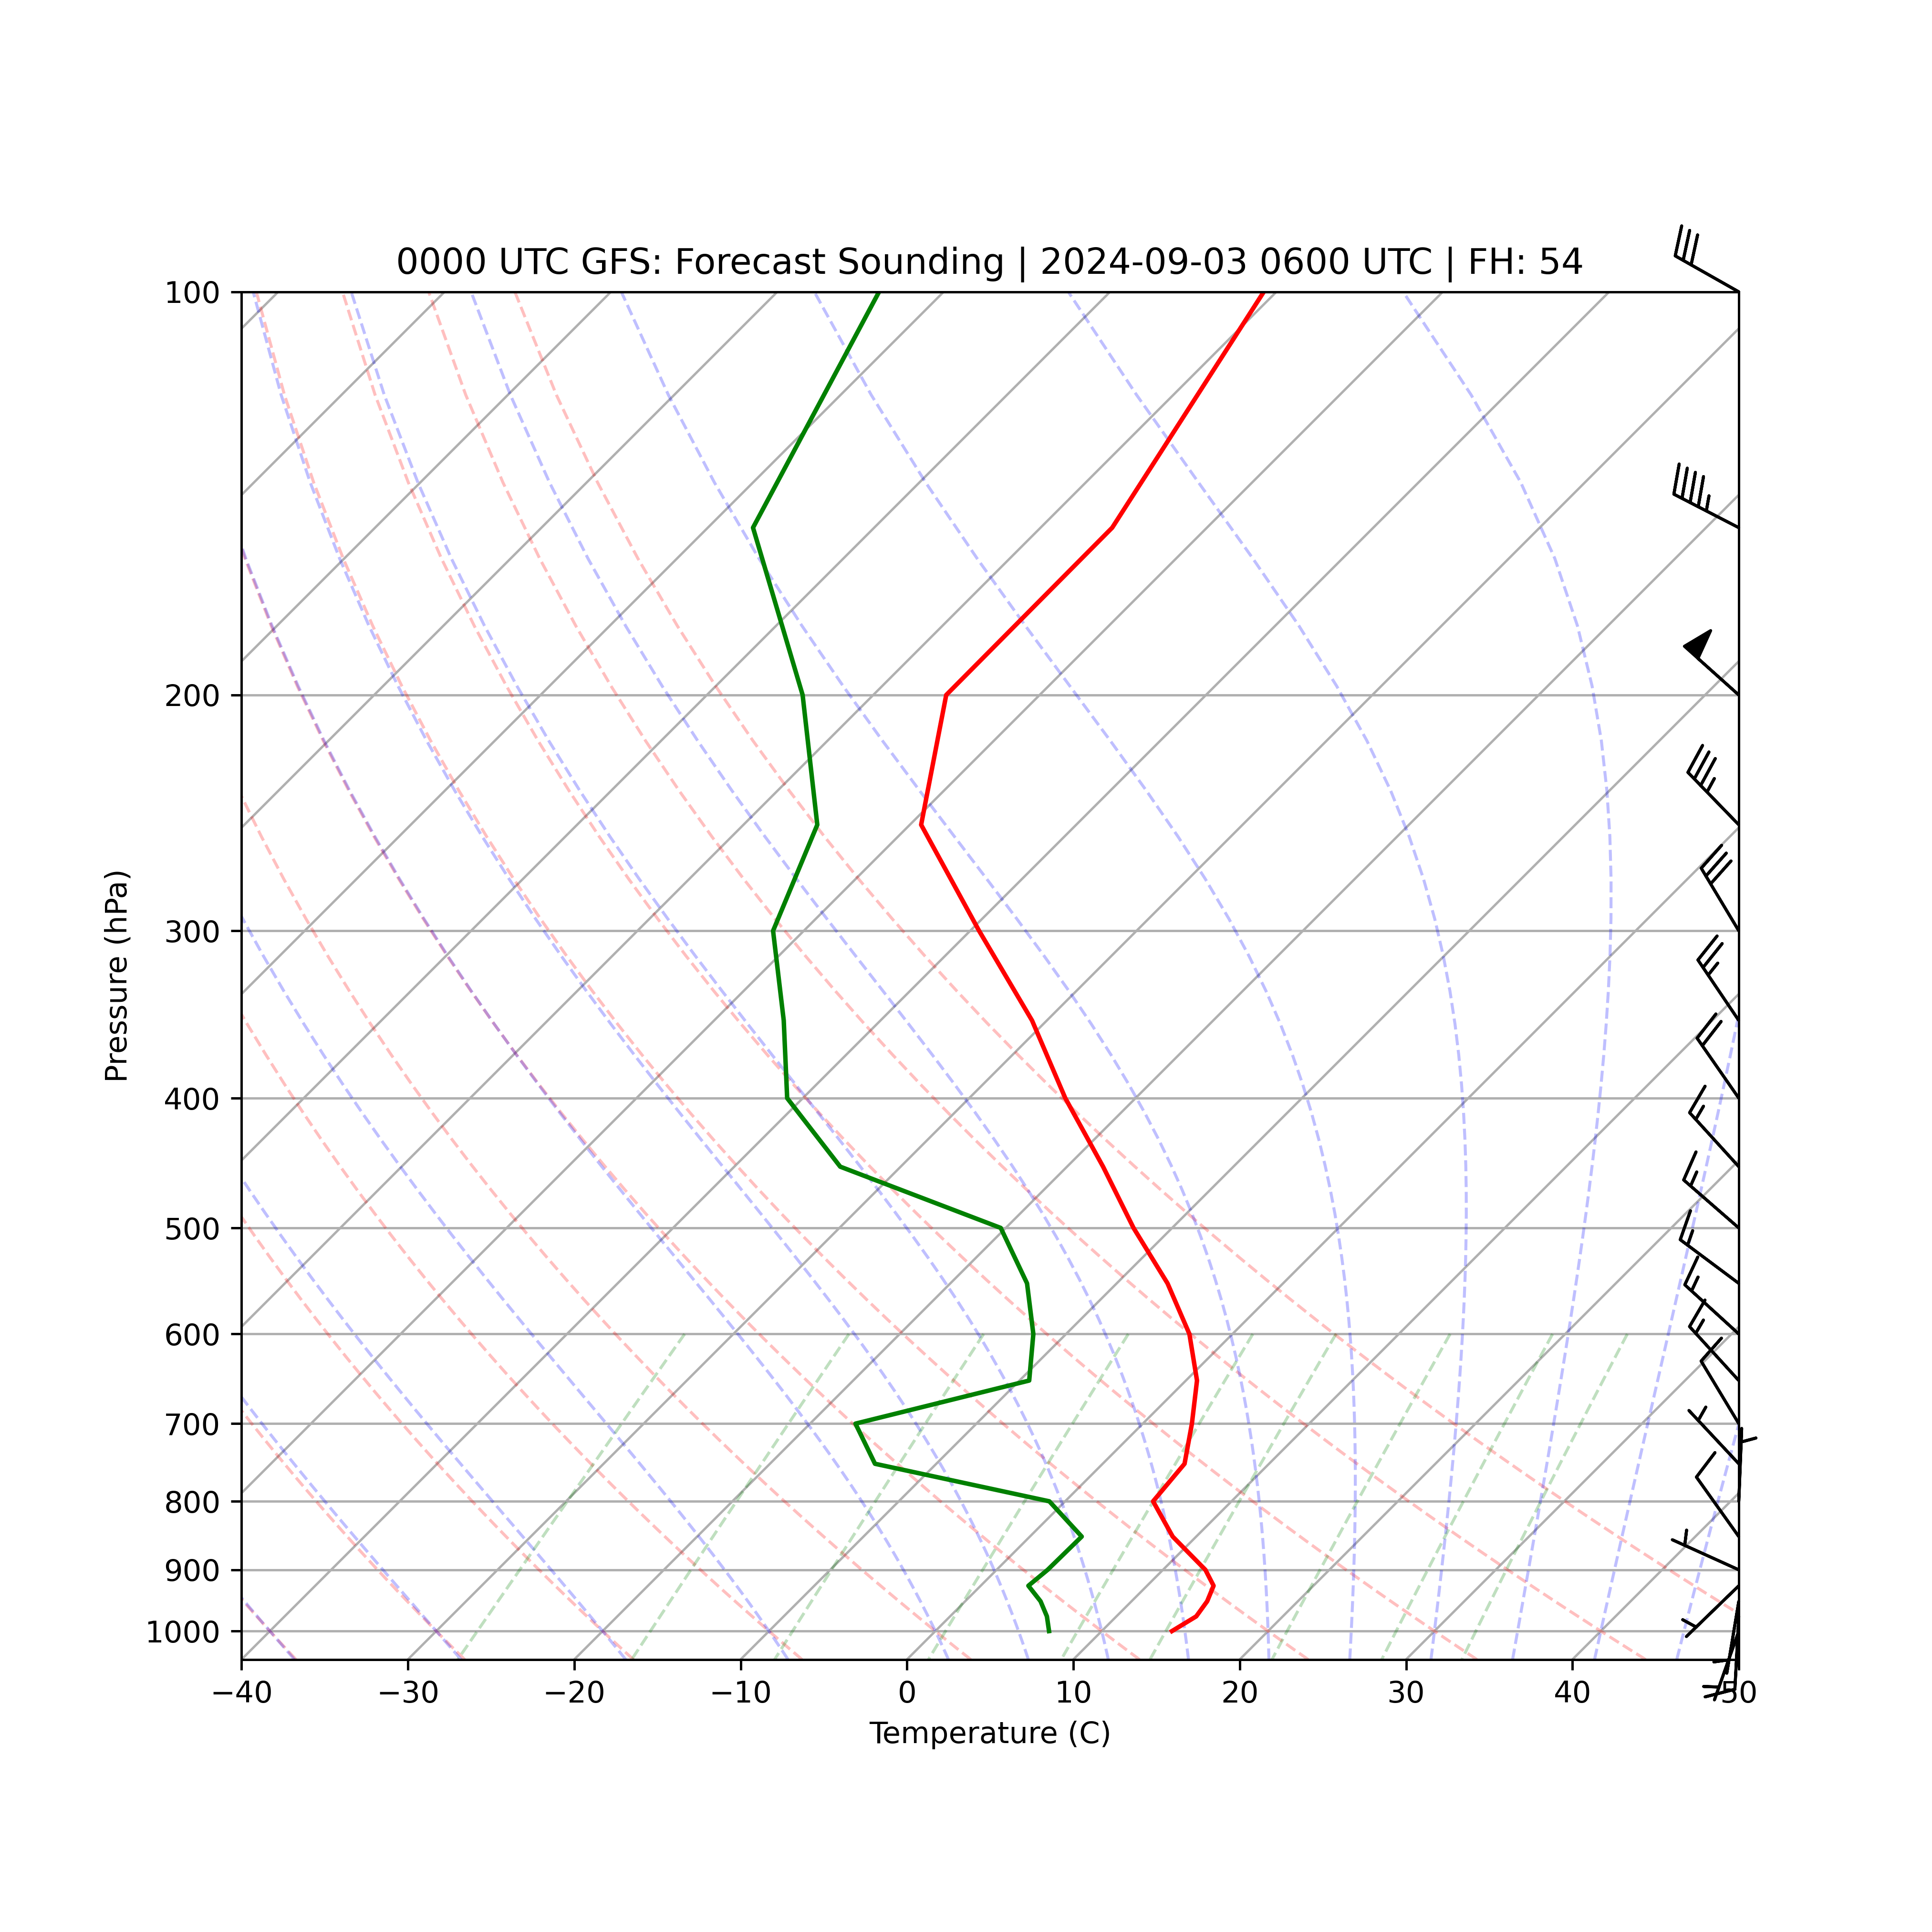 0000 UTC GFS: Forecast Sounding | 2024-09-03 0600 UTC | FH: 54
100
200
300
400
500
600
700
800
900
1000
Pressure (hPa)
−40 −30 −20 −10 0 10 20 30 40 50
Temperature (C)